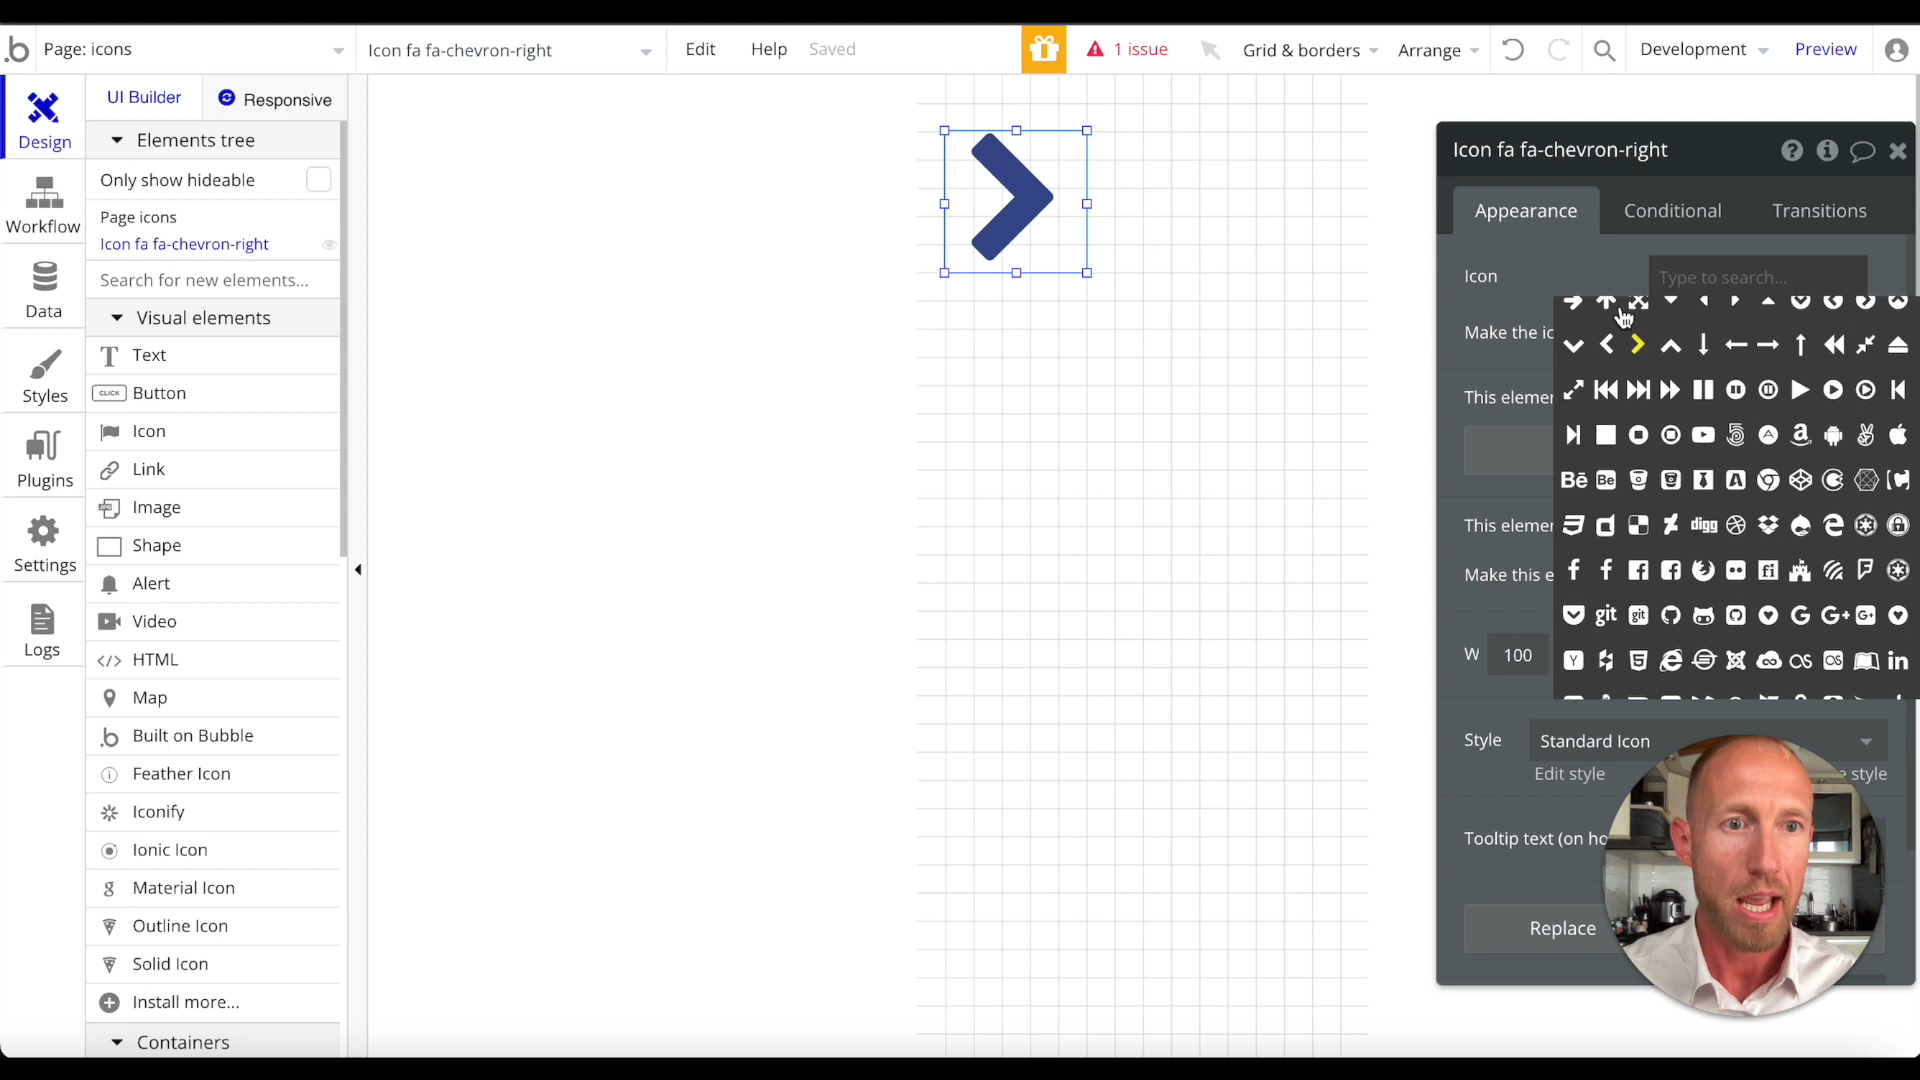 Page: icons
Icon fa fa-chevron-right
Edit
Help
Saved
1 issue
Grid & borders
Arrange
Development
Preview
Design
Workflow
Data
Styles
Plugins
Settings
Logs
UI Builder
Responsive
Elements tree
Only show hideable
Page icons
Icon fa fa-chevron-right
Search for new elements...
Visual elements
Text
CLICK Button
Icon
Link
Image
Shape
Alert
Video
HTML
Map
Built on Bubble
Feather Icon
Iconify
Ionic Icon
Material Icon
Outline Icon
Solid Icon
Install more...
Containers
Icon fa fa-chevron-right
Appearance
Conditional
Transitions
Icon
Type to search...
Make the ic
This elemen
This elemen
Make this e
W 100
Style
Standard Icon
Edit style
e style
Tooltip text (on ho
Replace